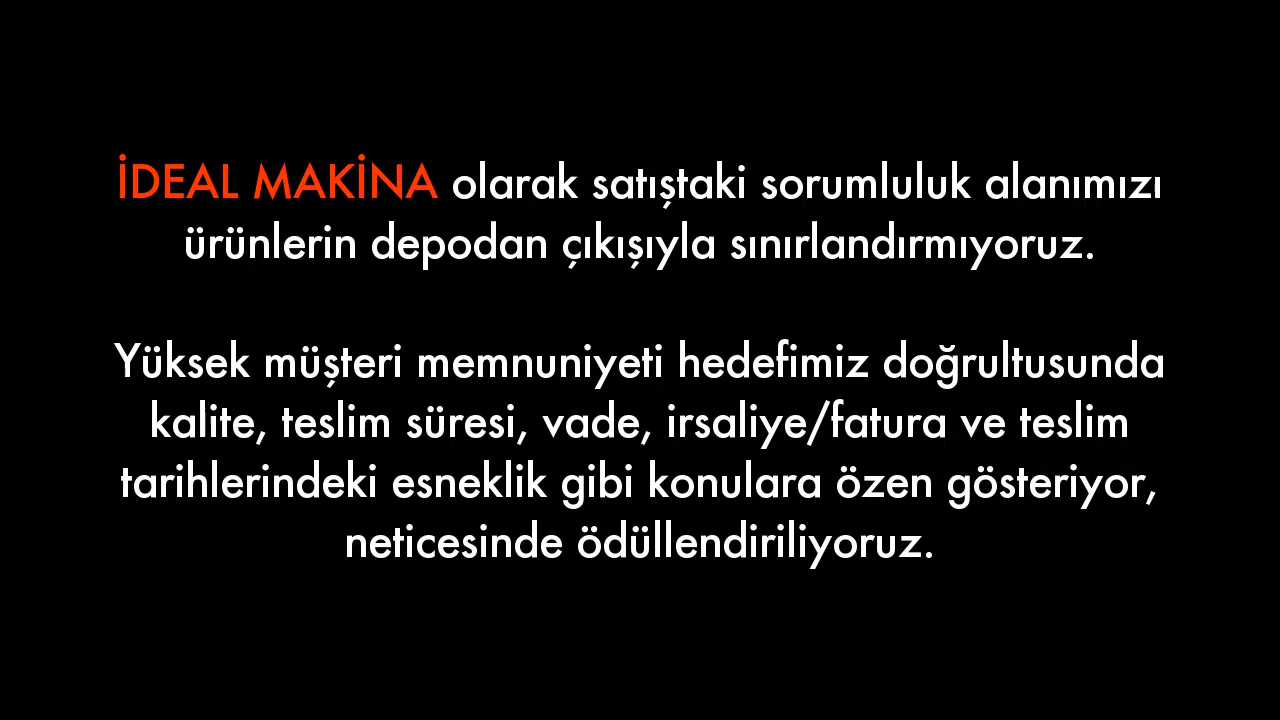 İDEAL MAKİNA olarak satıştaki sorumluluk alanımızı
ürünlerin depodan çıkışıyla sınırlandırmıyoruz.
Yüksek müşteri memnuniyeti hedefimiz doğrultusunda
kalite, teslim süresi, vade, irsaliye/fatura ve teslim
tarihlerindeki esneklik gibi konulara özen gösteriyor,
neticesinde ödüllendiriliyoruz.